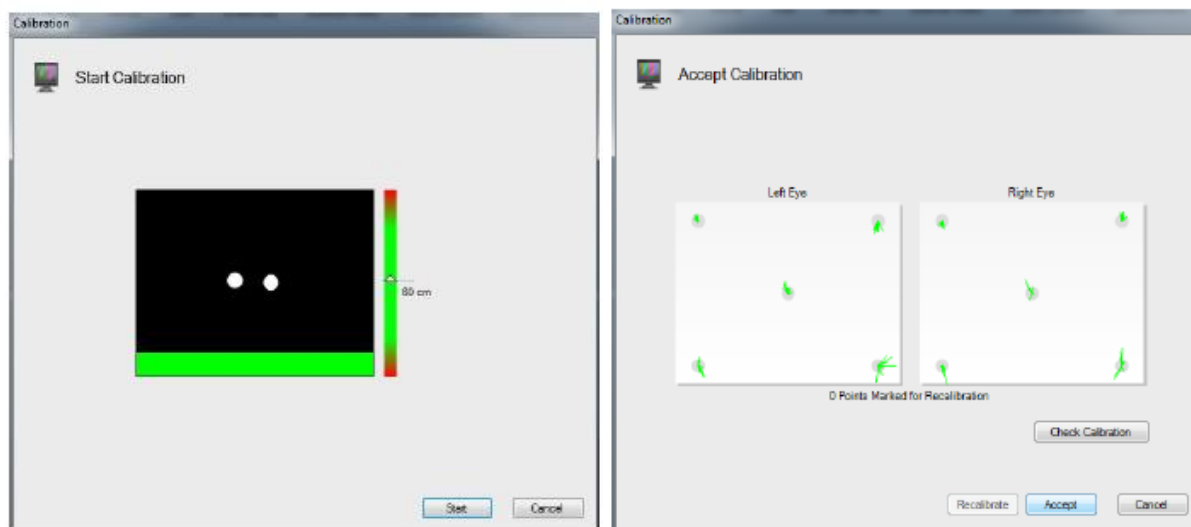 Calibration
Start Calibration
60 cm
Start
Cancel
Calibration
Accept Calibration
Left Eye
Right Eye
0 Points Marked for Recalibration
Check Calibration
Recalibrate
Accept
Cancel